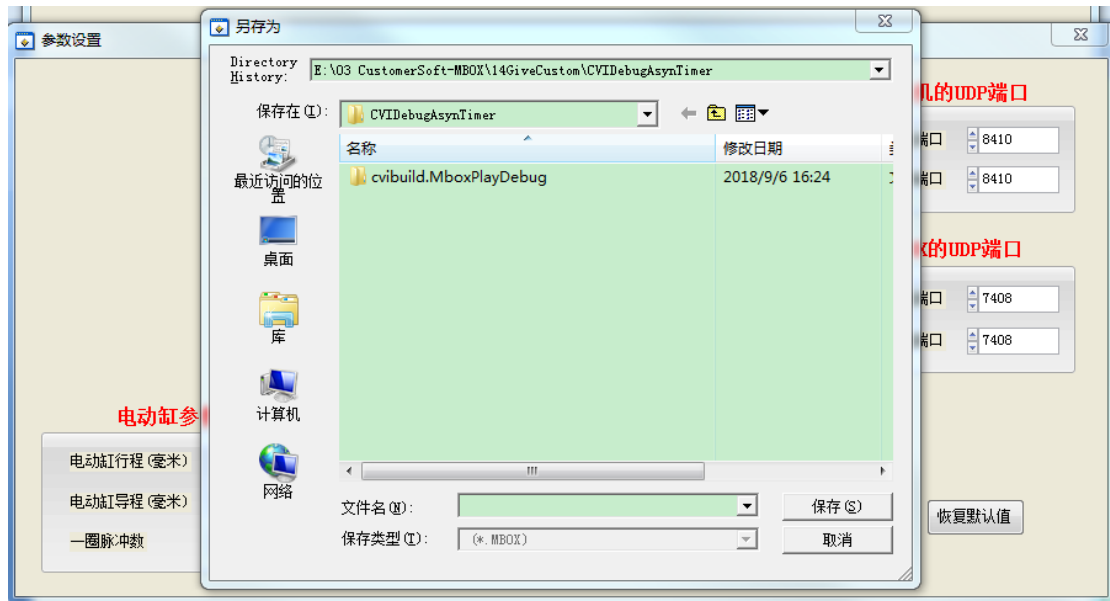 参数设置
另存为
Directory History:
E:\03 CustomerSoft-MBOX\14GiveCustom\CVIDebugAsynTimer
保存在(I):
CVIDebugAsynTimer
名称
修改日期
cvibuild.MboxPlayDebug
2018/9/6 16:24
最近访问的位置
桌面
库
计算机
网络
文件名(N):
保存(S)
保存类型(T):
(*.MBOX)
取消
机的UDP端口
端口
8410
端口
8410
的UDP端口
端口
7408
端口
7408
恢复默认值
电动缸参
电动缸行程(毫米)
电动缸导程(毫米)
一圈脉冲数